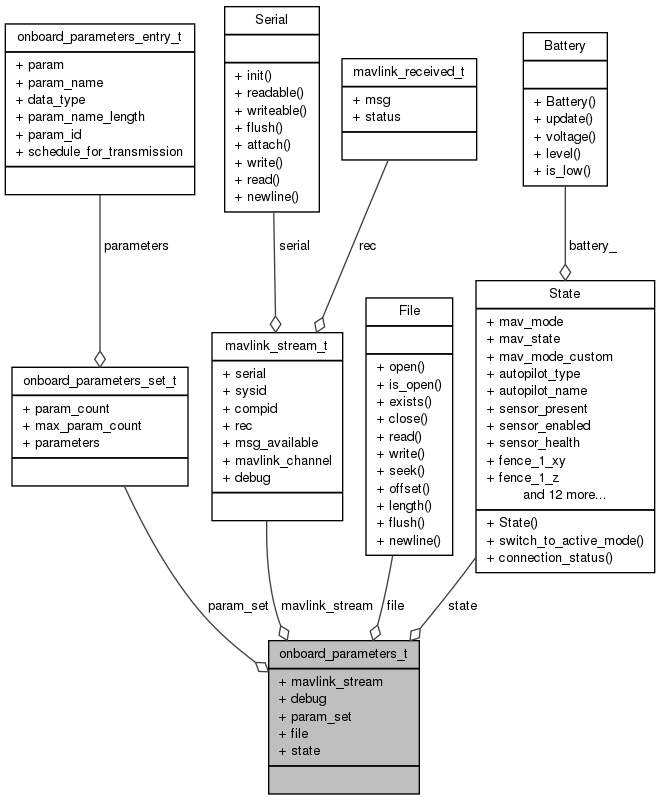 onboard_parameters_entry_t
+ param
+ param_name
+ data_type
+ param_name_length
+ param_id
+ schedule_for_transmission
Serial
+ init()
+ readable()
+ writeable()
+ flush()
+ attach()
+ write()
+ read()
+ newline()
mavlink_received_t
+ msg
+ status
Battery
+ Battery()
+ update()
+ voltage()
+ level()
+ is_low()
parameters
serial
rec
battery_
onboard_parameters_set_t
+ param_count
+ max_param_count
+ parameters
mavlink_stream_t
+ serial
+ sysid
+ compid
+ rec
+ msg_available
+ mavlink_channel
+ debug
File
+ open()
+ is_open()
+ exists()
+ close()
+ read()
+ write()
+ seek()
+ offset()
+ length()
+ flush()
+ newline()
State
+ mav_mode
+ mav_state
+ mav_mode_custom
+ autopilot_type
+ autopilot_name
+ sensor_present
+ sensor_enabled
+ sensor_health
+ fence_1_xy
+ fence_1_z
and 12 more...
+ State()
+ switch_to_active_mode()
+ connection_status()
param_set
mavlink_stream
file
state
onboard_parameters_t
+ mavlink_stream
+ debug
+ param_set
+ file
+ state